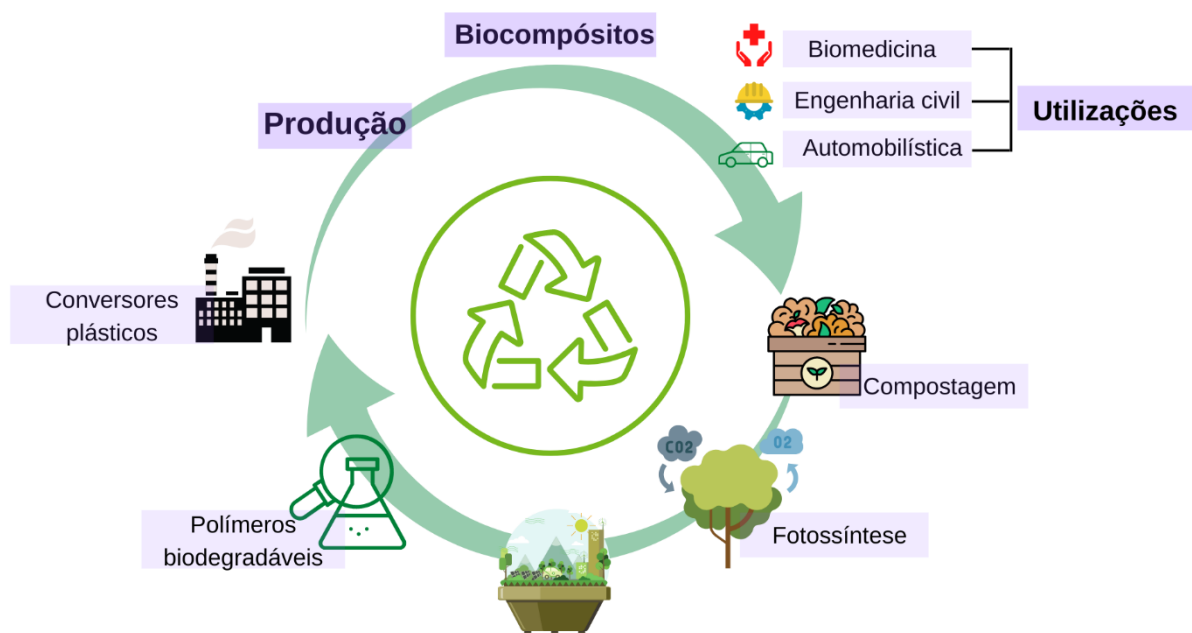 Biocompósitos
Produção
Biomedicina
Engenharia civil
Automobilística
Utilizações
Conversores
plásticos
Compostagem
CO2
O2
Fotossíntese
Polímeros
biodegradáveis